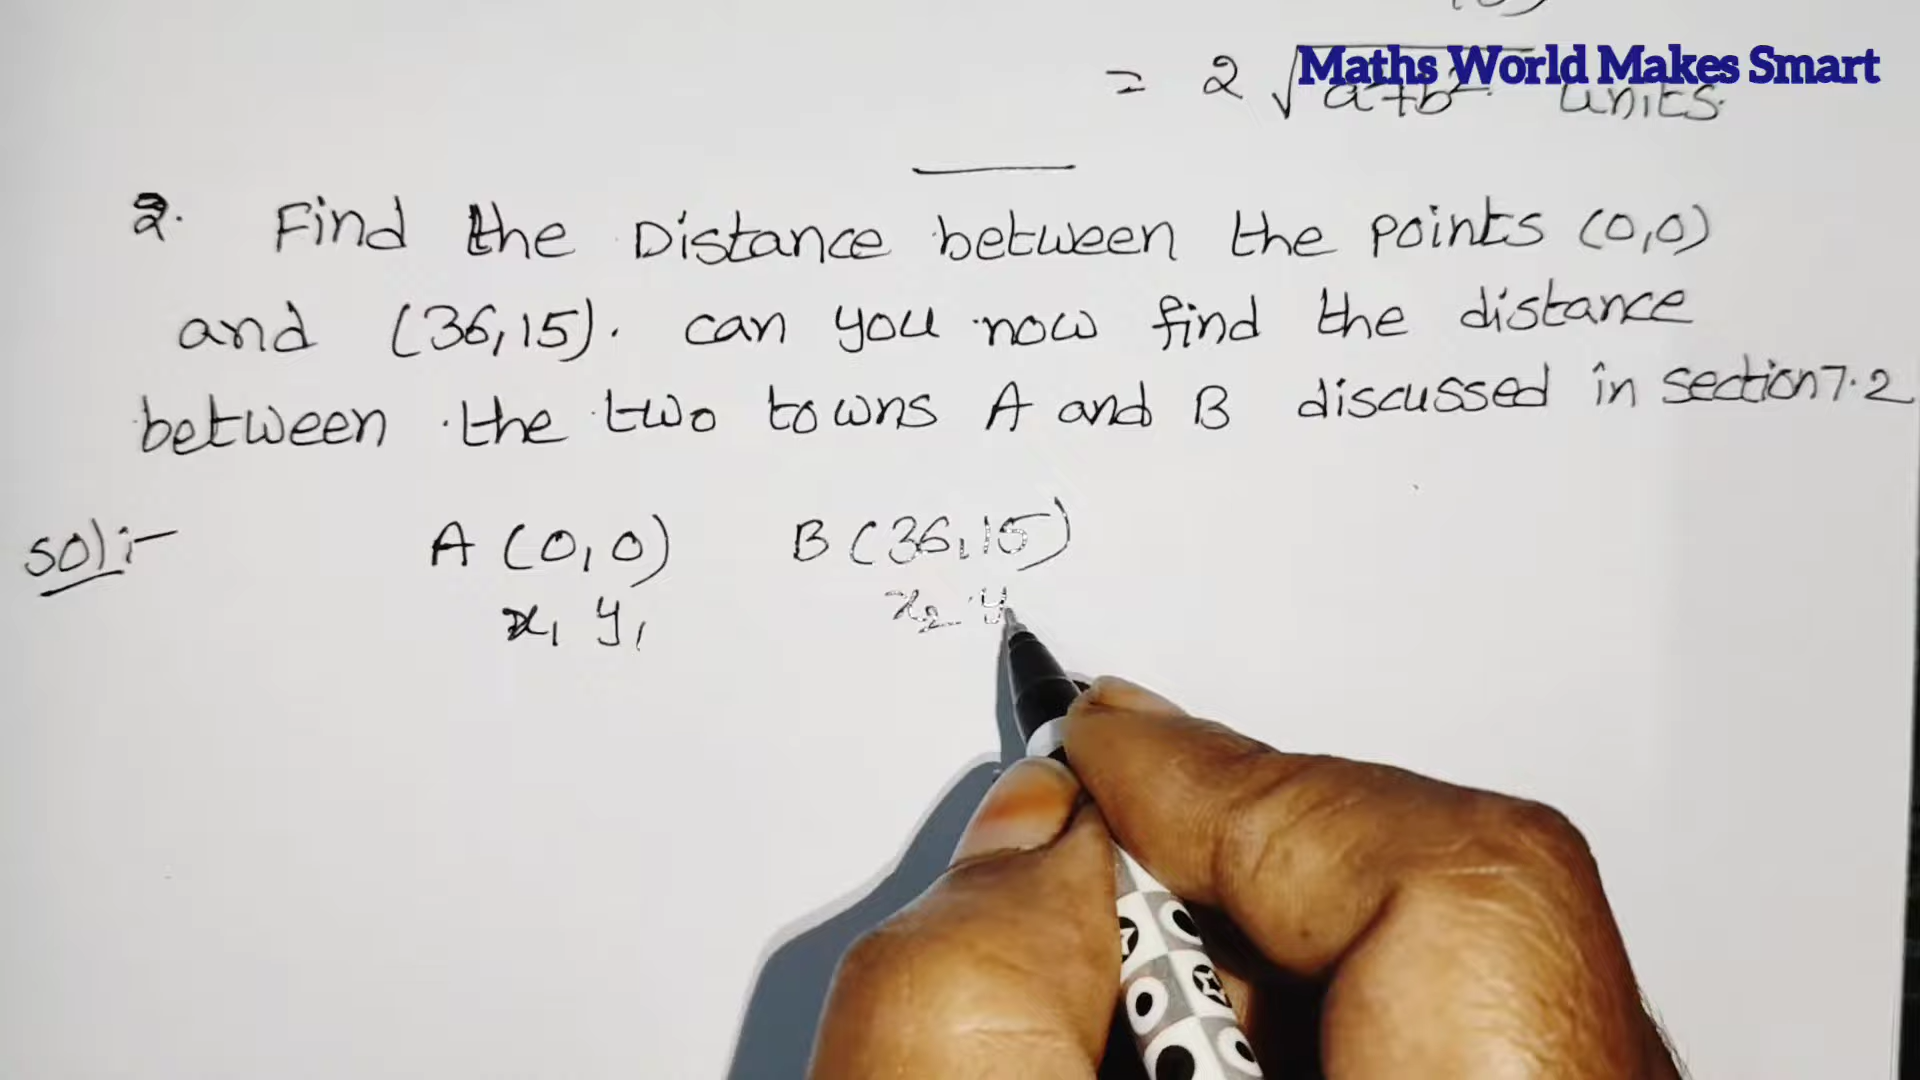 Maths World Makes Smart
= 2 √a²+b² units.
2. Find the Distance between the points (0,0)
and (36,15). can you now find the distance
between the two towns A and B discussed in section 7.2
Sol:- A (0,0) B (36,15)
x₁ y₁ x₂ y